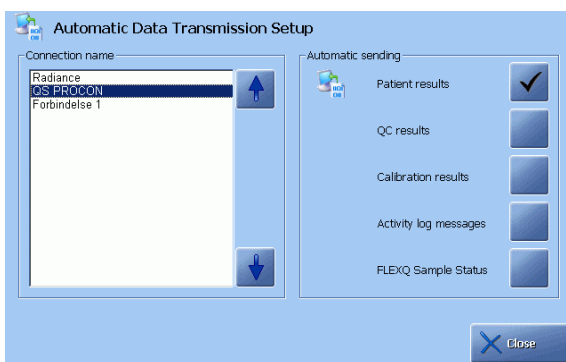 Automatic Data Transmission Setup
Connection name
Radiance
QS PROCON
Forbindelse 1
Automatic sending
Patient results
QC results
Calibration results
Activity log messages
FLEXQ Sample Status
Close